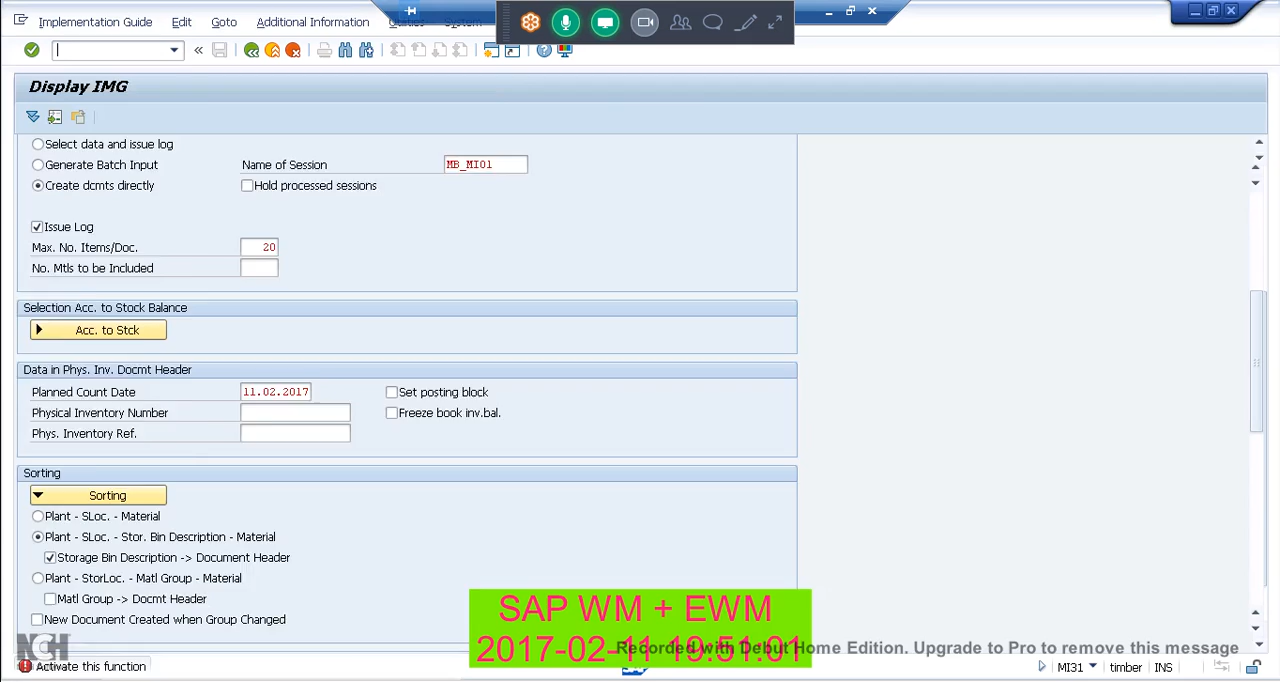 Implementation Guide Edit Goto Additional Information Utilities System
Display IMG
Select data and issue log
Generate Batch Input Name of Session MB_MI01
Create dcmts directly Hold processed sessions
Issue Log
Max. No. Items/Doc. 20
No. Mtls to be Included
Selection Acc. to Stock Balance
Acc. to Stck
Data in Phys. Inv. Docmt Header
Planned Count Date 11.02.2017 Set posting block
Physical Inventory Number Freeze book inv.bal.
Phys. Inventory Ref.
Sorting
Sorting
Plant - SLoc. - Material
Plant - SLoc. - Stor. Bin Description - Material
Storage Bin Description -> Document Header
Plant - StorLoc. - Matl Group - Material
Matl Group -> Docmt Header
New Document Created when Group Changed
SAP WM + EWM
2017-02-11 19:51:01
NCH Recorded with Debut Home Edition. Upgrade to Pro to remove this message
Activate this function SAP MI31 timber INS